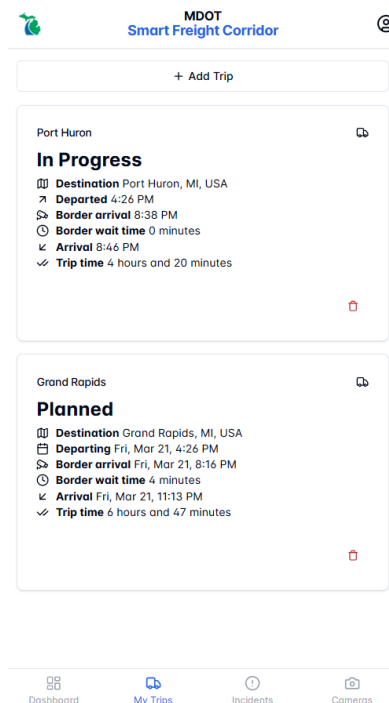 MDOT
Smart Freight Corridor
+ Add Trip
Port Huron
In Progress
Destination Port Huron, MI, USA
Departed 4:26 PM
Border arrival 8:38 PM
Border wait time 0 minutes
Arrival 8:46 PM
Trip time 4 hours and 20 minutes
Grand Rapids
Planned
Destination Grand Rapids, MI, USA
Departing Fri, Mar 21, 4:26 PM
Border arrival Fri, Mar 21, 8:16 PM
Border wait time 4 minutes
Arrival Fri, Mar 21, 11:13 PM
Trip time 6 hours and 47 minutes
Dashboard My Trips Incidents Cameras